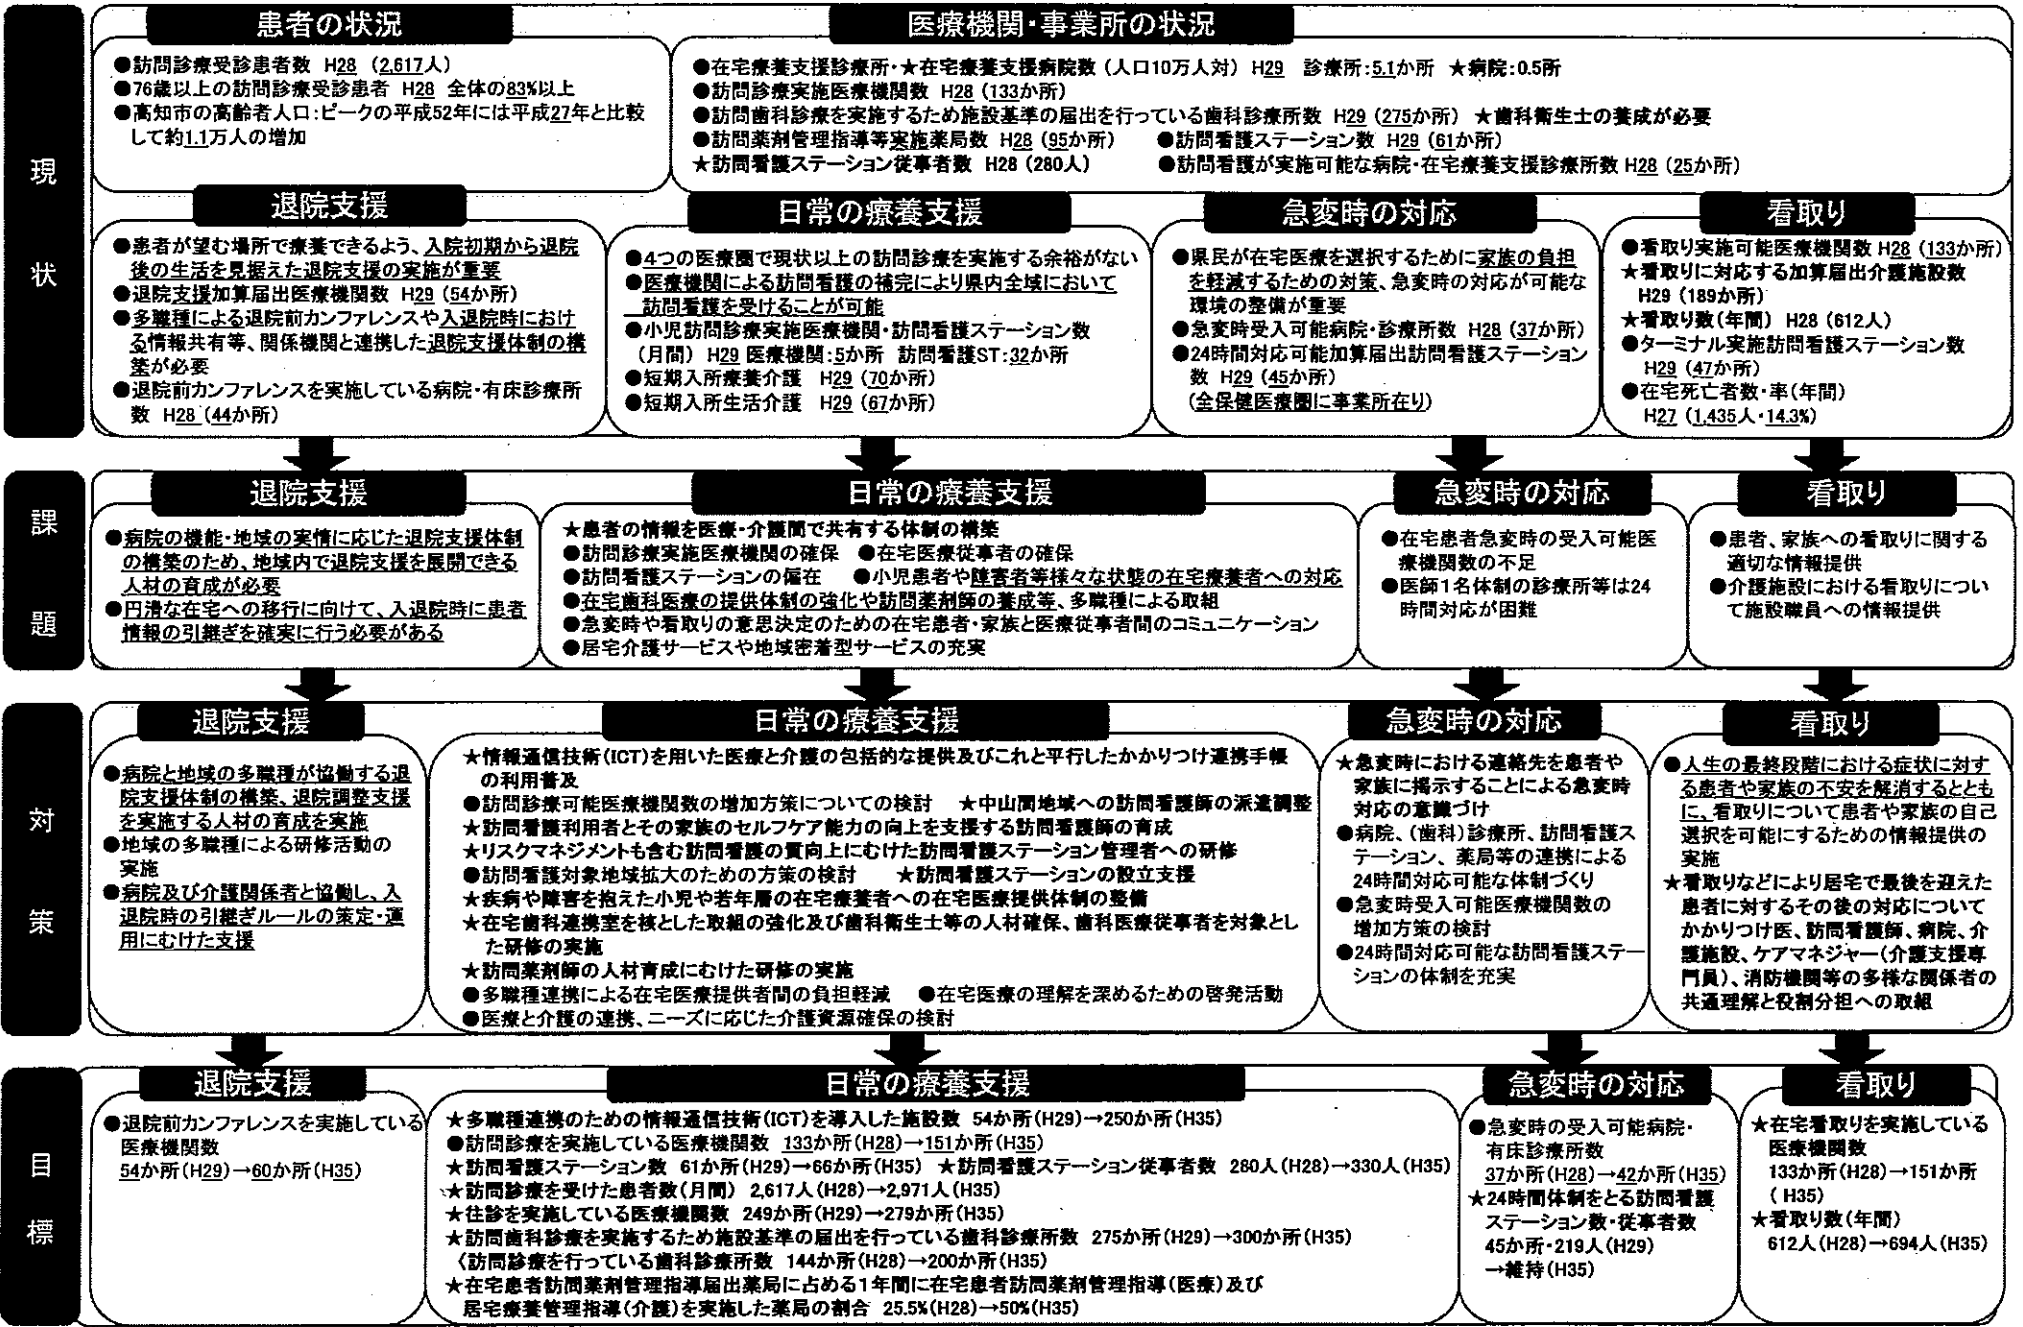 現状
患者の状況
●訪問診療受診患者数 H28 (2,617人)
●76歳以上の訪問診療受診患者 H28 全体の83%以上
●高知市の高齢者人口:ピークの平成52年には平成27年と比較
して約1.1万人の増加
医療機関・事業所の状況
●在宅療養支援診療所・★在宅療養支援病院数(人口10万人対) H29 診療所:5.1か所 ★病院:0.5所
●訪問診療実施医療機関数 H28 (133か所)
●訪問歯科診療を実施するため施設基準の届出を行っている歯科診療所数 H29 (275か所) ★歯科衛生士の養成が必要
●訪問薬剤管理指導等実施薬局数 H28 (95か所) ●訪問看護ステーション数 H29 (61か所)
★訪問看護ステーション従事者数 H28 (280人) ●訪問看護が実施可能な病院・在宅療養支援診療所数 H28 (25か所)
退院支援
●患者が望む場所で療養できるよう、入院初期から退院
後の生活を見据えた退院支援の実施が重要
●退院支援加算届出医療機関数 H29 (54か所)
●多職種による退院前カンファレンスや入退院時におけ
る情報共有等、関係機関と連携した退院支援体制の構
築が必要
●退院前カンファレンスを実施している病院・有床診療所
数 H28 (44か所)
日常の療養支援
●4つの医療圏で現状以上の訪問診療を実施する余裕がない
●医療機関による訪問看護の補完により県内全域において
訪問看護を受けることが可能
●小児訪問診療実施医療機関・訪問看護ステーション数
(月間) H29 医療機関:5か所 訪問看護ST:32か所
●短期入所療養介護 H29 (70か所)
●短期入所生活介護 H29 (67か所)
急変時の対応
●県民が在宅医療を選択するために家族の負担
を軽減するための対策、急変時の対応が可能な
環境の整備が重要
●急変時受入可能病院・診療所数 H28 (37か所)
●24時間対応可能加算届出訪問看護ステーション
数 H29 (45か所)
(全保健医療圏に事業所在り)
看取り
●看取り実施可能医療機関数 H28 (133か所)
★看取りに対応する加算届出介護施設数
H29 (189か所)
★看取り数(年間) H28 (612人)
●ターミナル実施訪問看護ステーション数
H29 (47か所)
●在宅死亡者数・率(年間)
H27 (1,435人・14.3%)
課題
退院支援
●病院の機能・地域の実情に応じた退院支援体制
の構築のため、地域内で退院支援を展開できる
人材の育成が必要
●円滑な在宅への移行に向けて、入退院時に患者
情報の引継ぎを確実に行う必要がある
日常の療養支援
★患者の情報を医療・介護間で共有する体制の構築
●訪問診療実施医療機関の確保 ●在宅医療従事者の確保
●訪問看護ステーションの偏在 ●小児患者や障害者等様々な状態の在宅療養者への対応
●在宅歯科医療の提供体制の強化や訪問薬剤師の養成等、多職種による取組
●急変時や看取りの意思決定のための在宅患者・家族と医療従事者間のコミュニケーション
●居宅介護サービスや地域密着型サービスの充実
急変時の対応
●在宅患者急変時の受入可能医
療機関数の不足
●医師1名体制の診療所等は24
時間対応が困難
看取り
●患者、家族への看取りに関する
適切な情報提供
●介護施設における看取りについ
て施設職員への情報提供
対策
退院支援
●病院と地域の多職種が協働する退
院支援体制の構築、退院調整支援
を実施する人材の育成を実施
●地域の多職種による研修活動の
実施
●病院及び介護関係者と協働し、入
退院時の引継ぎルールの策定・運
用にむけた支援
日常の療養支援
★情報通信技術(ICT)を用いた医療と介護の包括的な提供及びこれと平行したかかりつけ連携手帳
の利用普及
●訪問診療可能医療機関数の増加方策についての検討 ★中山間地域への訪問看護師の派遣調整
★訪問看護利用者とその家族のセルフケア能力の向上を支援する訪問看護師の育成
★リスクマネジメントも含む訪問看護の質向上にむけた訪問看護ステーション管理者への研修
●訪問看護対象地域拡大のための方策の検討 ★訪問看護ステーションの設立支援
★疾病や障害を抱えた小児や若年層の在宅療養者への在宅医療提供体制の整備
★在宅歯科連携室を核とした取組の強化及び歯科衛生士等の人材確保、歯科医療従事者を対象とし
た研修の実施
★訪問薬剤師の人材育成にむけた研修の実施
●多職種連携による在宅医療提供者間の負担軽減 ●在宅医療の理解を深めるための啓発活動
●医療と介護の連携、ニーズに応じた介護資源確保の検討
急変時の対応
★急変時における連絡先を患者や
家族に掲示することによる急変時
対応の意識づけ
●病院、(歯科)診療所、訪問看護ス
テーション、薬局等の連携による
24時間対応可能な体制づくり
●急変時受入可能医療機関数の
増加方策の検討
●24時間対応可能な訪問看護ステー
ションの体制を充実
看取り
●人生の最終段階における症状に対す
る患者や家族の不安を解消するととも
に、看取りについて患者や家族の自己
選択を可能にするための情報提供の
実施
★看取りなどにより居宅で最後を迎えた
患者に対するその後の対応について
かかりつけ医、訪問看護師、病院、介
護施設、ケアマネジャー(介護支援専
門員)、消防機関等の多様な関係者の
共通理解と役割分担への取組
目標
退院支援
●退院前カンファレンスを実施している
医療機関数
54か所(H29)→60か所(H35)
日常の療養支援
★多職種連携のための情報通信技術(ICT)を導入した施設数 54か所(H29)→250か所(H35)
●訪問診療を実施している医療機関数 133か所(H28)→151か所(H35)
★訪問看護ステーション数 61か所(H29)→66か所(H35) ★訪問看護ステーション従事者数 280人(H28)→330人(H35)
★訪問診療を受けた患者数(月間) 2,617人(H28)→2,971人(H35)
★往診を実施している医療機関数 249か所(H29)→279か所(H35)
★訪問歯科診療を実施するため施設基準の届出を行っている歯科診療所数 275か所(H29)→300か所(H35)
(訪問診療を行っている歯科診療所数 144か所(H28)→200か所(H35)
★在宅患者訪問薬剤管理指導届出薬局に占める1年間に在宅患者訪問薬剤管理指導(医療)及び
居宅療養管理指導(介護)を実施した薬局の割合 25.5%(H28)→50%(H35)
急変時の対応
●急変時の受入可能病院・
有床診療所数
37か所(H28)→42か所(H35)
★24時間体制をとる訪問看護
ステーション数・従事者数
45か所・219人(H29)
→維持(H35)
看取り
★在宅看取りを実施している
医療機関数
133か所(H28)→151か所
(H35)
★看取り数(年間)
612人(H28)→694人(H35)